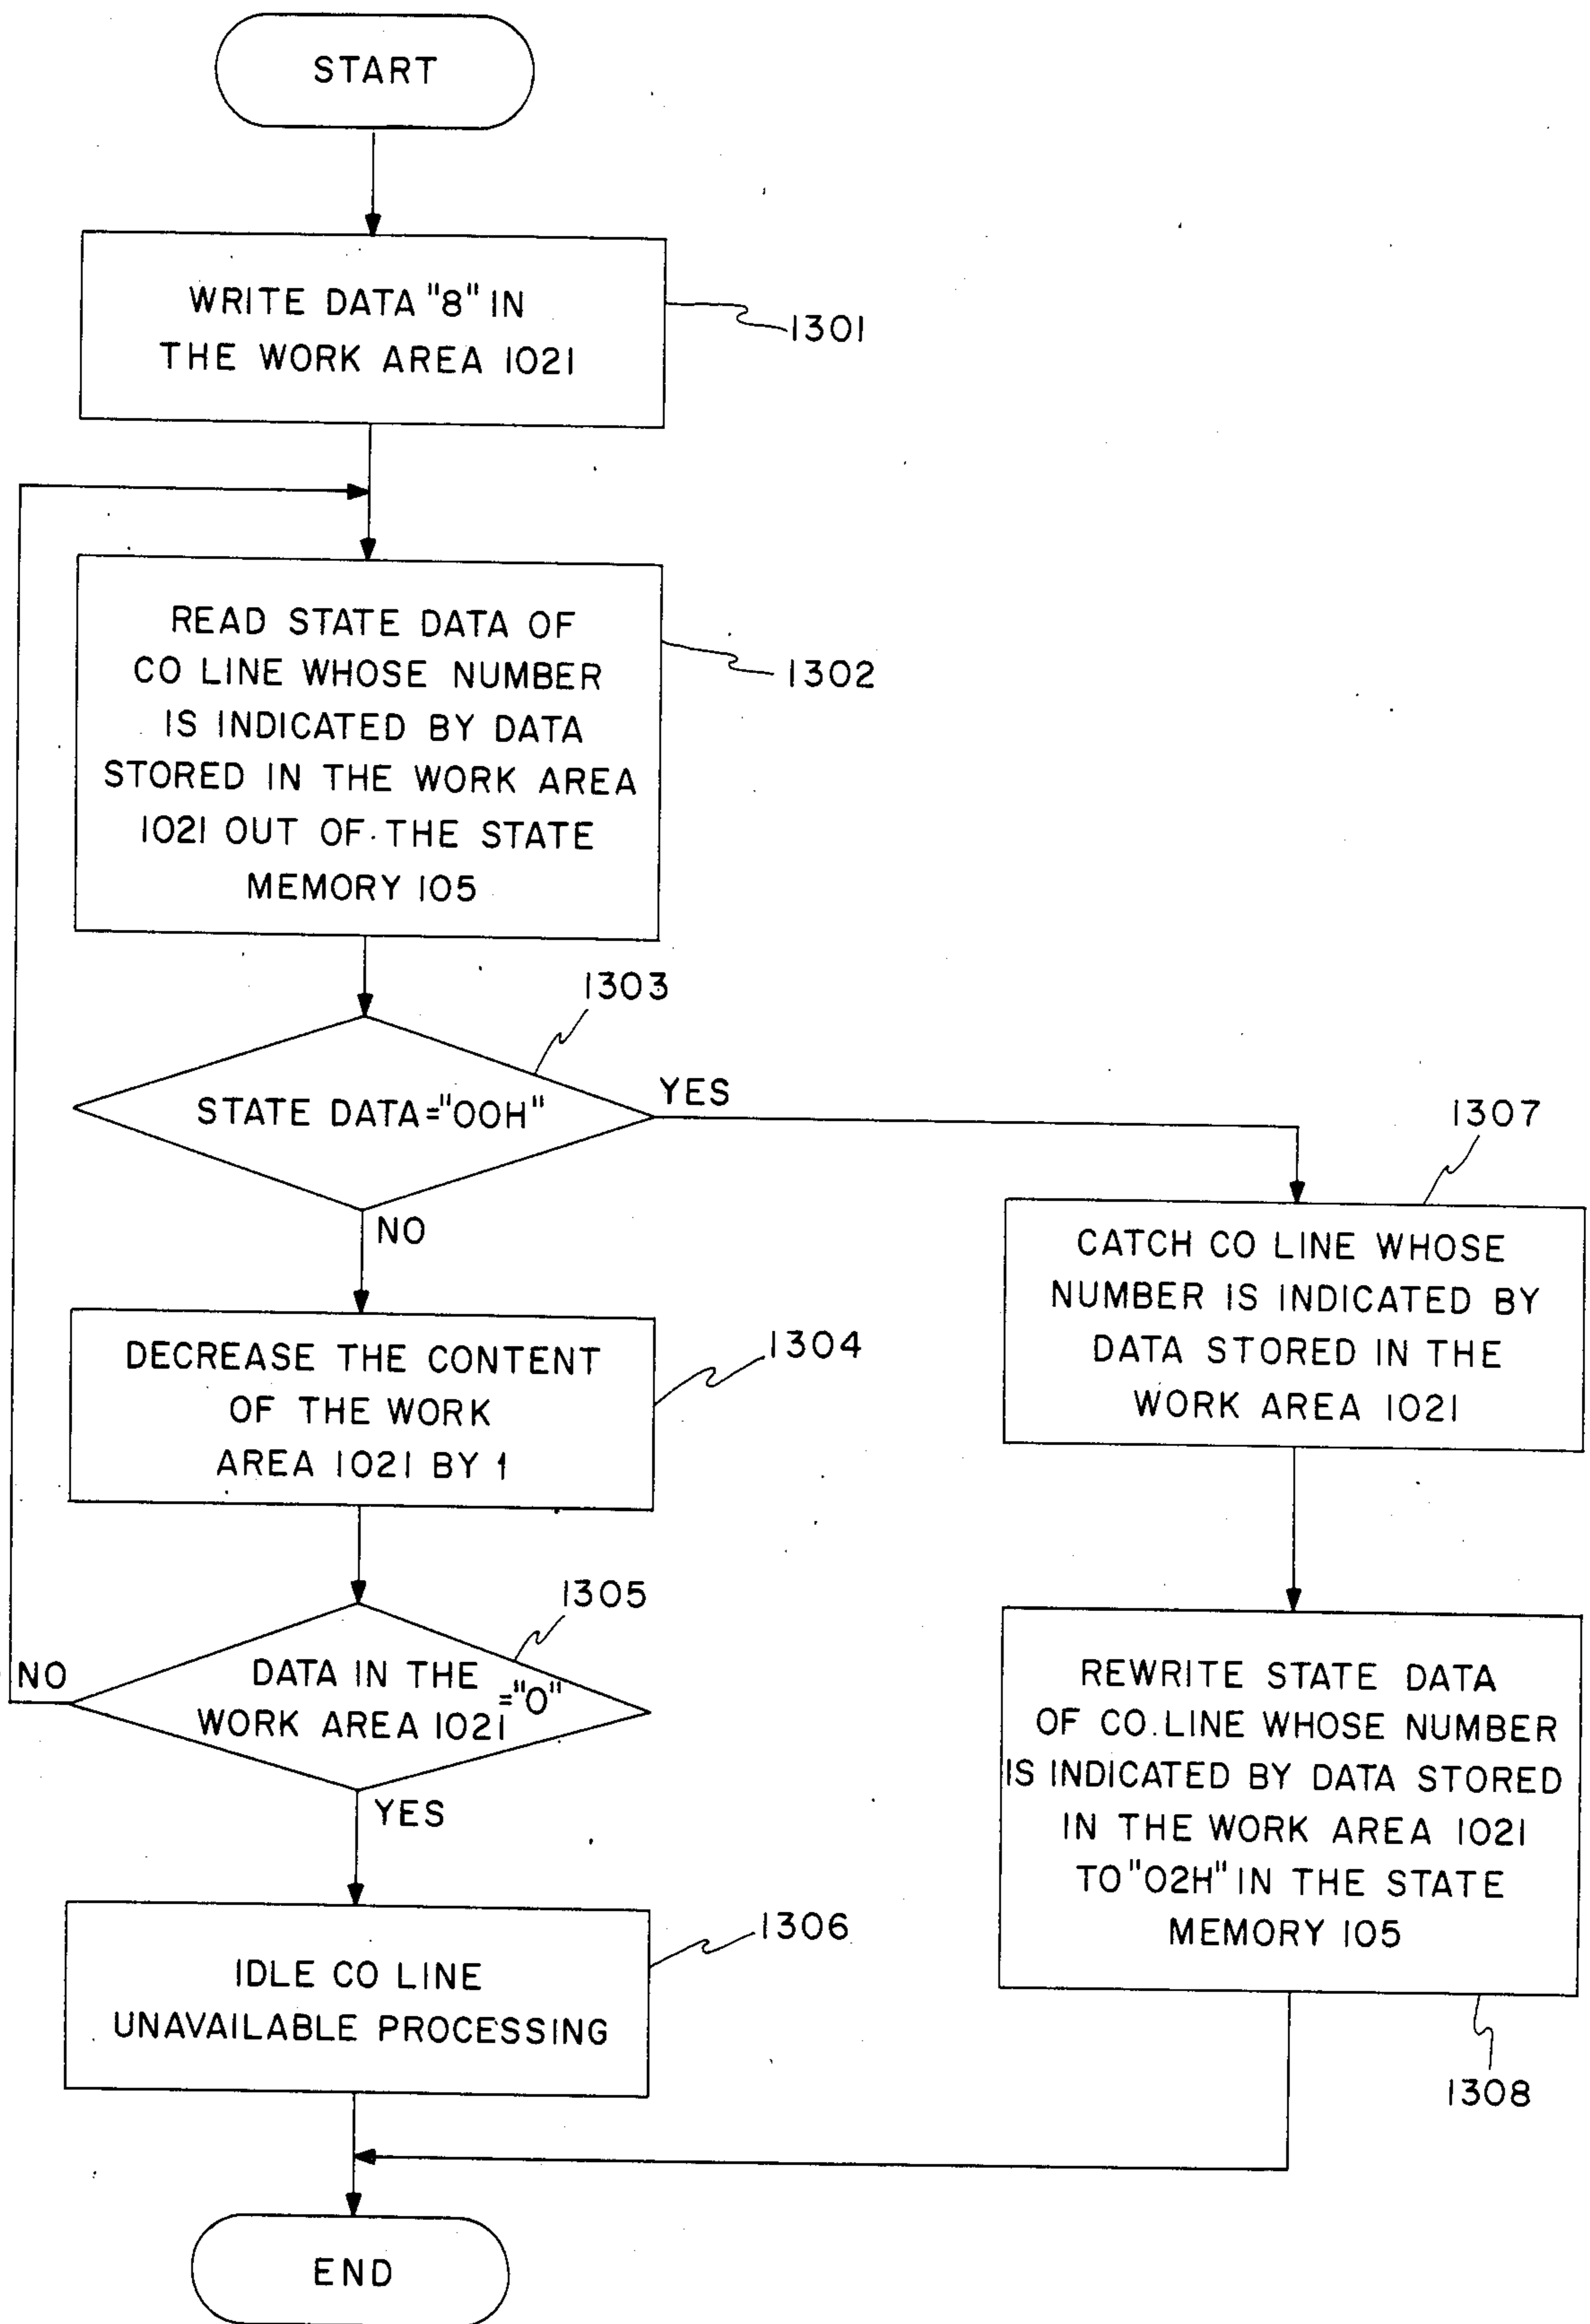 START
WRITE DATA "8" IN
THE WORK AREA 1021
1301
READ STATE DATA OF
CO LINE WHOSE NUMBER
IS INDICATED BY DATA
STORED IN THE WORK AREA
1021 OUT OF THE STATE
MEMORY 105
1302
1303
STATE DATA="00H"
YES
NO
DECREASE THE CONTENT
OF THE WORK
AREA 1021 BY 1
1304
1305
DATA IN THE
WORK AREA 1021 ="0"
NO
YES
IDLE CO LINE
UNAVAILABLE PROCESSING
1306
1307
CATCH CO LINE WHOSE
NUMBER IS INDICATED BY
DATA STORED IN THE
WORK AREA 1021
REWRITE STATE DATA
OF CO LINE WHOSE NUMBER
IS INDICATED BY DATA STORED
IN THE WORK AREA 1021
TO "02H" IN THE STATE
MEMORY 105
1308
END